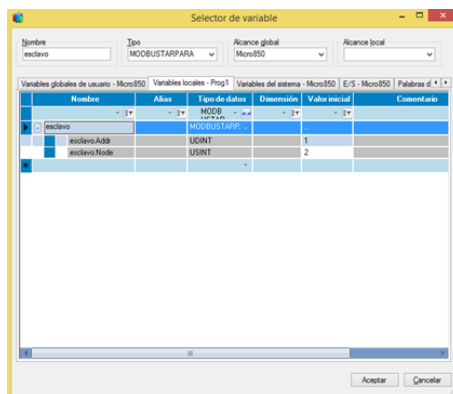 Selector de variable
Nombre
Tipo
Alcance global
Alcance local
esclavo
MODBUSTARPARA
Micro850
Variables globales de usuario - Micro850
Variables locales - Prog1
Variables del sistema - Micro850
E/S - Micro850
Palabras d
Nombre
Alias
Tipo de datos
Dimensión
Valor inicial
Comentario
MODB
USTAR
esclavo
MODBUSTARP.
...
esclavo.Addr
UDINT
1
esclavo.Node
USINT
2
Aceptar
Cancelar